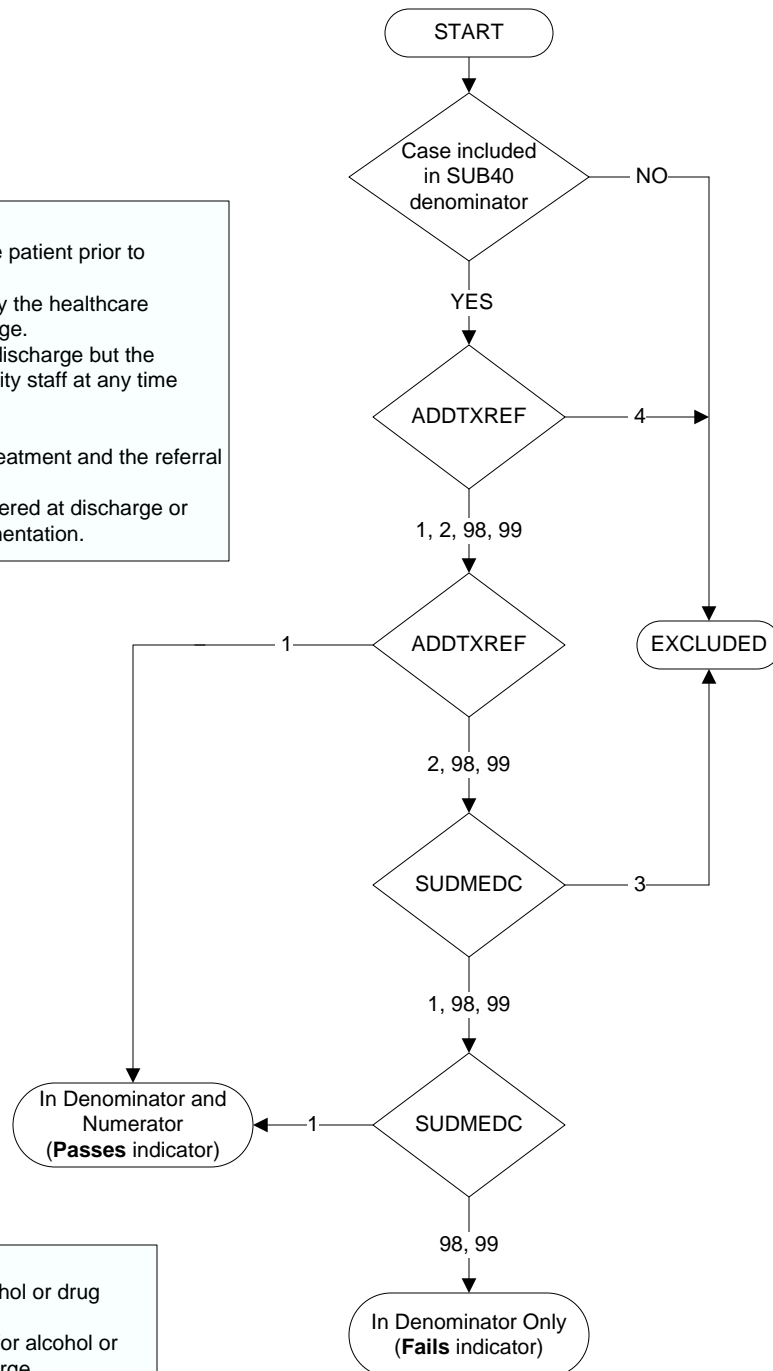 START
Case included
in SUB40
denominator
NO
e patient prior to
y the healthcare
ge.
discharge but the
ity staff at any time
eatment and the referral
ered at discharge or
nentation.
YES
ADDTXREF
4
1, 2, 98, 99
ADDTXREF
1
EXCLUDED
2, 98, 99
SUDMEDC
3
1, 98, 99
SUDMEDC
1
In Denominator and
Numerator
(Passes indicator)
98, 99
In Denominator Only
(Fails indicator)
hol or drug
or alcohol or
arge